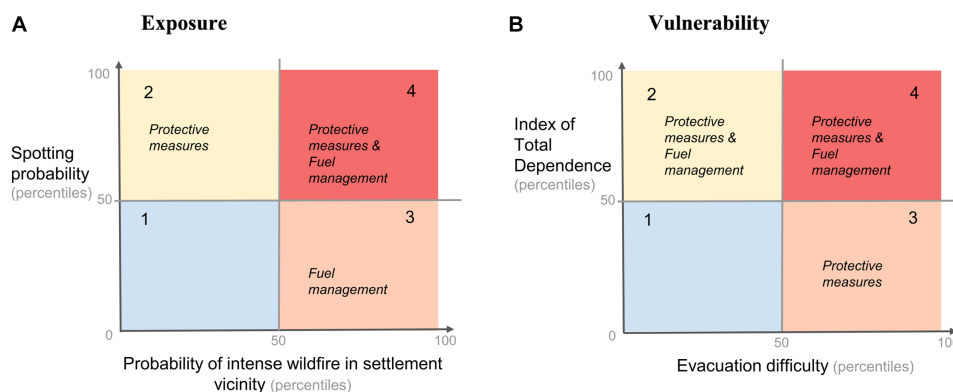 A
Exposure
100
2
4
Protective
measures
Protective
measures &
Fuel
management
Spotting
probability
(percentiles)
50
1
3
Fuel
management
0
50
100
Probability of intense wildfire in settlement
vicinity (percentiles)
B
Vulnerability
100
2
4
Protective
measures &
Fuel
management
Protective
measures &
Fuel
management
Index of
Total
Dependence
(percentiles)
50
1
3
Protective
measures
0
50
100
Evacuation difficulty (percentiles)